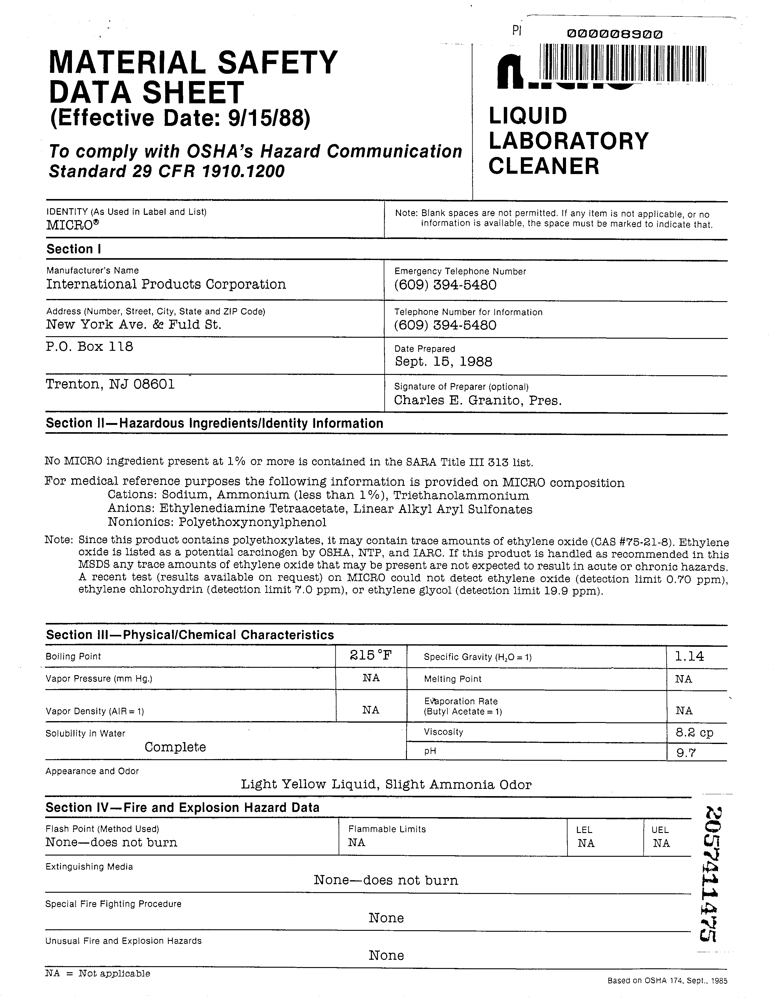 PI
000008900
MATERIAL SAFETY
DATA SHEET
(Effective Date: 9/15/88)
To comply with OSHA's Hazard Communication
Standard 29 CFR 1910.1200
LIQUID
LABORATORY
CLEANER
IDENTITY (As Used in Label and List)
MICRO®
Note: Blank spaces are not permitted. If any item is not applicable, or no
information is available, the space must be marked to indicate that.
Section I
Manufacturer's Name
International Products Corporation
Emergency Telephone Number
(609) 394-5480
Address (Number, Street, City, State and ZIP Code)
New York Ave. & Fuld St.
Telephone Number for Information
(609) 394-5480
P.O. Box 118
Date Prepared
Sept. 15, 1988
Trenton, NJ 08601
Signature of Preparer (optional)
Charles E. Granito, Pres.
Section II—Hazardous Ingredients/Identity Information
No MICRO ingredient present at 1% or more is contained in the SARA Title III 313 list.
For medical reference purposes the following information is provided on MICRO composition
Cations: Sodium, Ammonium (less than 1%), Triethanolammonium
Anions: Ethylenediamine Tetraacetate, Linear Alkyl Aryl Sulfonates
Nonionics: Polyethoxynonylphenol
Note: Since this product contains polyethoxylates, it may contain trace amounts of ethylene oxide (CAS #75-21-8). Ethylene
oxide is listed as a potential carcinogen by OSHA, NTP, and IARC. If this product is handled as recommended in this
MSDS any trace amounts of ethylene oxide that may be present are not expected to result in acute or chronic hazards.
A recent test (results available on request) on MICRO could not detect ethylene oxide (detection limit 0.70 ppm),
ethylene chlorohydrin (detection limit 7.0 ppm), or ethylene glycol (detection limit 19.9 ppm).
Section III—Physical/Chemical Characteristics
Boiling Point
215°F
Specific Gravity (H₂O = 1)
1.14
Vapor Pressure (mm Hg.)
NA
Melting Point
NA
Vapor Density (AIR = 1)
NA
Evaporation Rate
(Butyl Acetate = 1)
NA
Solubility in Water
Complete
Viscosity
8.2 cp
pH
9.7
Appearance and Odor
Light Yellow Liquid, Slight Ammonia Odor
Section IV—Fire and Explosion Hazard Data
Flash Point (Method Used)
None—does not burn
Flammable Limits
NA
LEL
NA
UEL
NA
Extinguishing Media
None—does not burn
Special Fire Fighting Procedure
None
Unusual Fire and Explosion Hazards
None
NA = Not applicable
Based on OSHA 174, Sept., 1985
2057411475